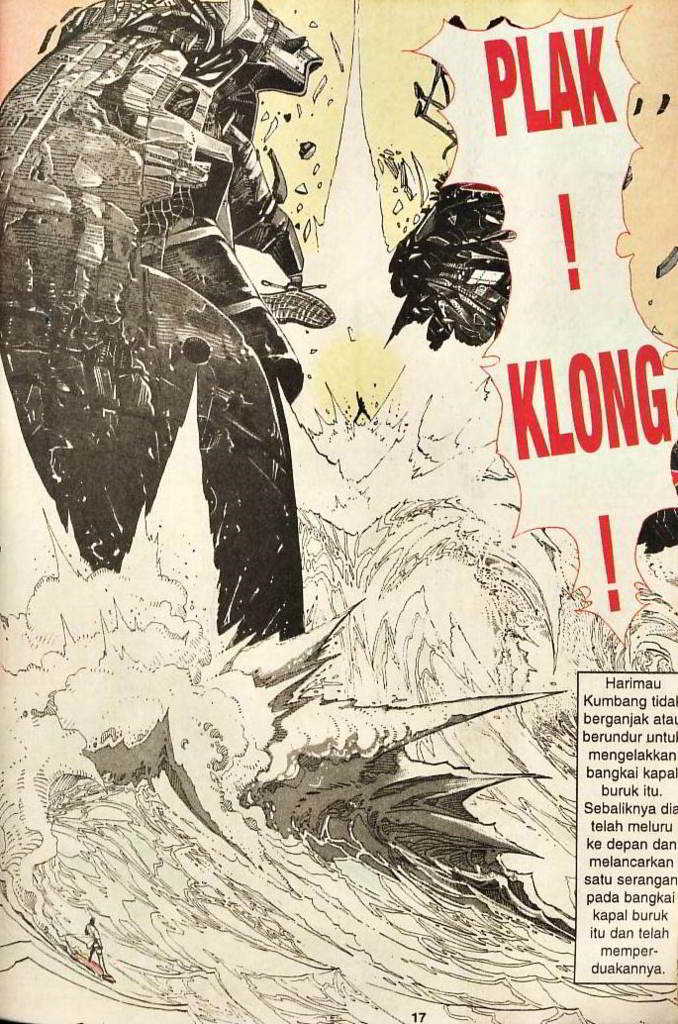 PLAK
!
KLONG
!
Harimau
Kumbang tidak
berganjak atau
berundur untuk
mengelakkan
bangkai kapal
buruk itu.
Sebaliknya dia
telah meluru
ke depan dan
melancarkan
satu serangan
pada bangkai
kapal buruk
itu dan telah
memper-
duakannya.
17